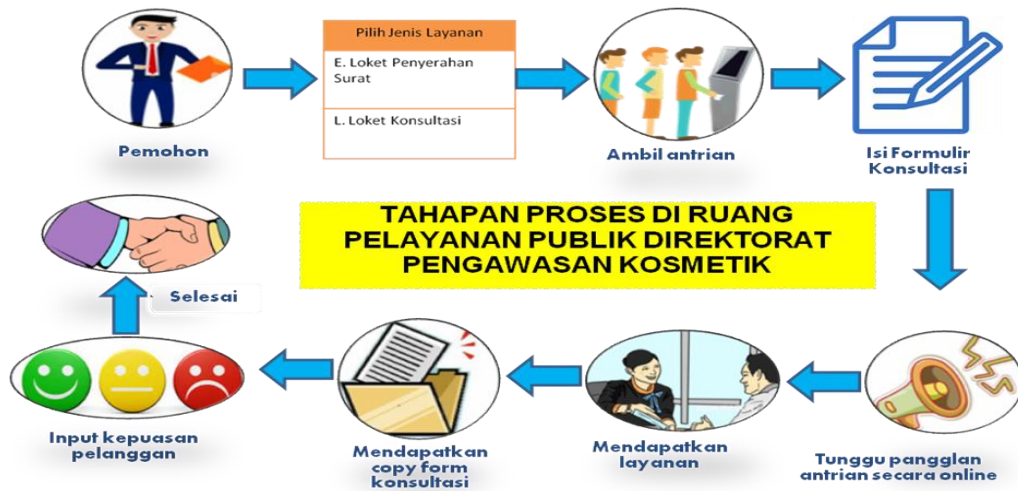 Pilih Jenis Layanan
E. Loket Penyerahan
Surat
L. Loket Konsultasi
Pemohon
Ambil antrian
Isi Formulir
Konsultasi
TAHAPAN PROSES DI RUANG
PELAYANAN PUBLIK DIREKTORAT
PENGAWASAN KOSMETIK
Tunggu pangglan
antrian secara online
Mendapatkan
layanan
Mendapatkan
copy form
konsultasi
Input kepuasan
pelanggan
Selesai